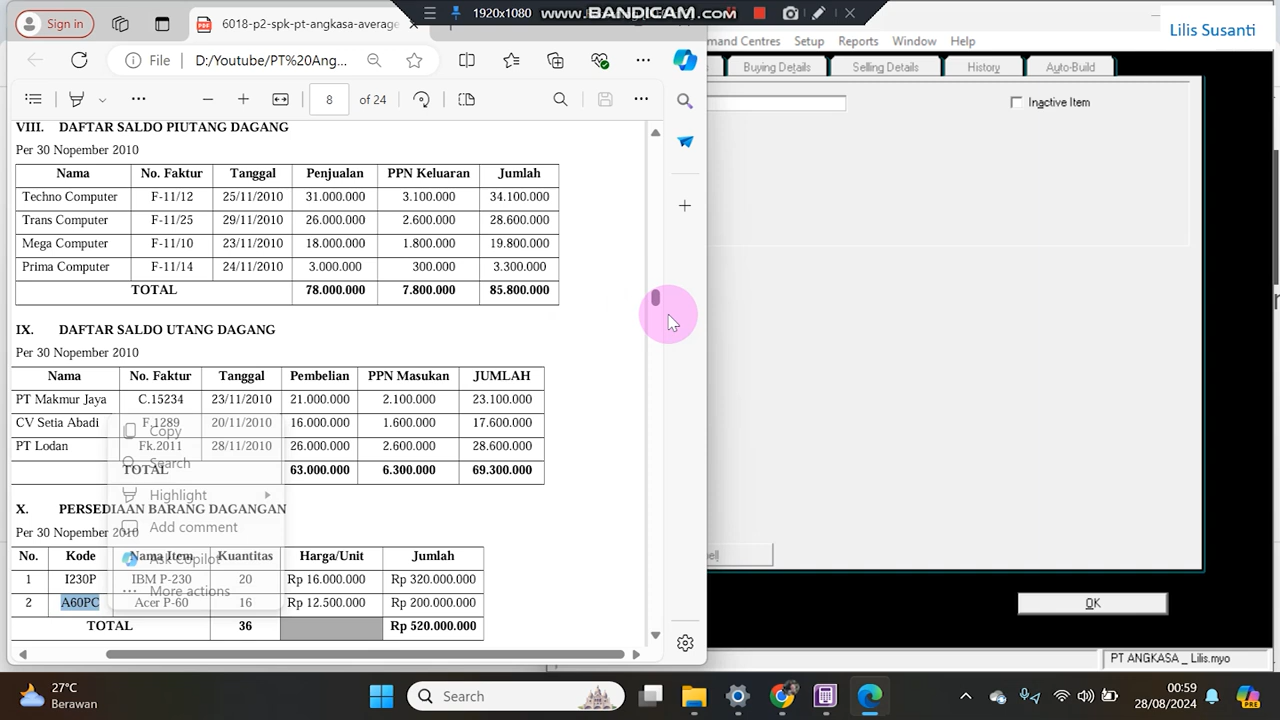 1920x1080
www.BANDICAM.com
Lilis Susanti
Sign in
6018-p2-spk-pt-angkasa-average
mand Centres Setup Reports Window Help
File D:/Youtube/PT%20Ang...
Buying Details Selling Details History Auto-Build
8 of 24
Inactive Item
VIII. DAFTAR SALDO PIUTANG DAGANG
Per 30 Nopember 2010
Nama No. Faktur Tanggal Penjualan PPN Keluaran Jumlah
Techno Computer F-11/12 25/11/2010 31.000.000 3.100.000 34.100.000
Trans Computer F-11/25 29/11/2010 26.000.000 2.600.000 28.600.000
Mega Computer F-11/10 23/11/2010 18.000.000 1.800.000 19.800.000
Prima Computer F-11/14 24/11/2010 3.000.000 300.000 3.300.000
TOTAL 78.000.000 7.800.000 85.800.000
IX. DAFTAR SALDO UTANG DAGANG
Per 30 Nopember 2010
Nama No. Faktur Tanggal Pembelian PPN Masukan JUMLAH
PT Makmur Jaya C.15234 23/11/2010 21.000.000 2.100.000 23.100.000
CV Setia Abadi F.1289 20/11/2010 16.000.000 1.600.000 17.600.000
Copy
PT Lodan Fk.2011 28/11/2010 26.000.000 2.600.000 28.600.000
Search
TOTAL 63.000.000 6.300.000 69.300.000
Highlight
X. PERSEDIAAN BARANG DAGANGAN
Add comment
Per 30 Nopember 2010
No. Kode Nama Item Kuantitas Harga/Unit Jumlah
Ask Copilot
1 I230P IBM P-230 20 Rp 16.000.000 Rp 320.000.000
More actions
2 A60PC Acer P-60 16 Rp 12.500.000 Rp 200.000.000
TOTAL 36 Rp 520.000.000
OK
PT ANGKASA _ Lilis.myo
27°C
Berawan
Search
00:59
28/08/2024